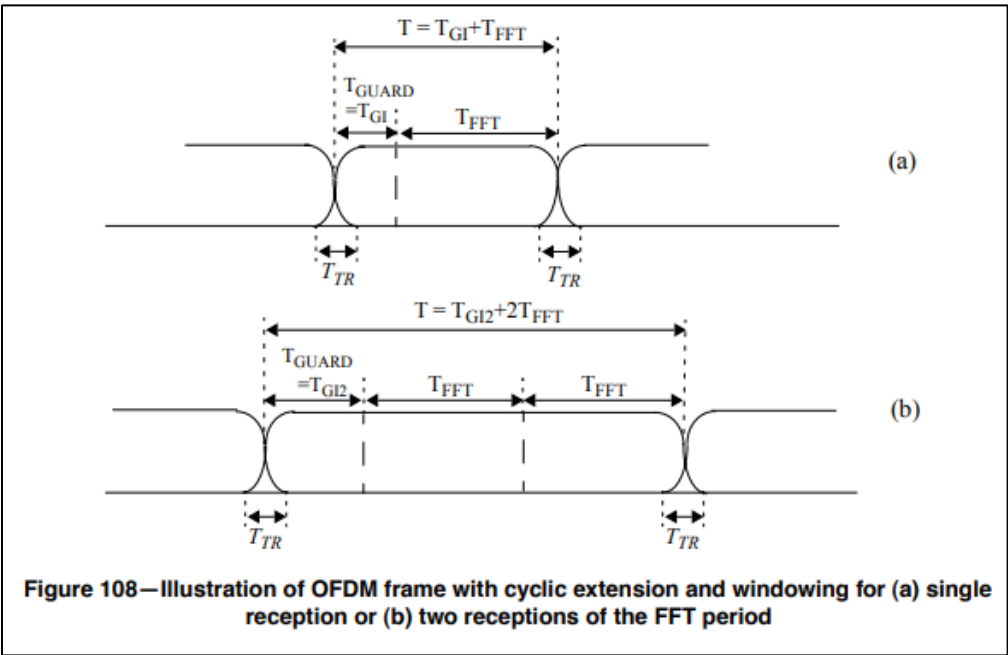 T = TGI+TFFT
TGUARD
=TGI
TFFT
(a)
TTR
TTR
T = TGI2+2TFFT
TGUARD
=TGI2
TFFT
TFFT
(b)
TTR
TTR
Figure 108—Illustration of OFDM frame with cyclic extension and windowing for (a) single
reception or (b) two receptions of the FFT period